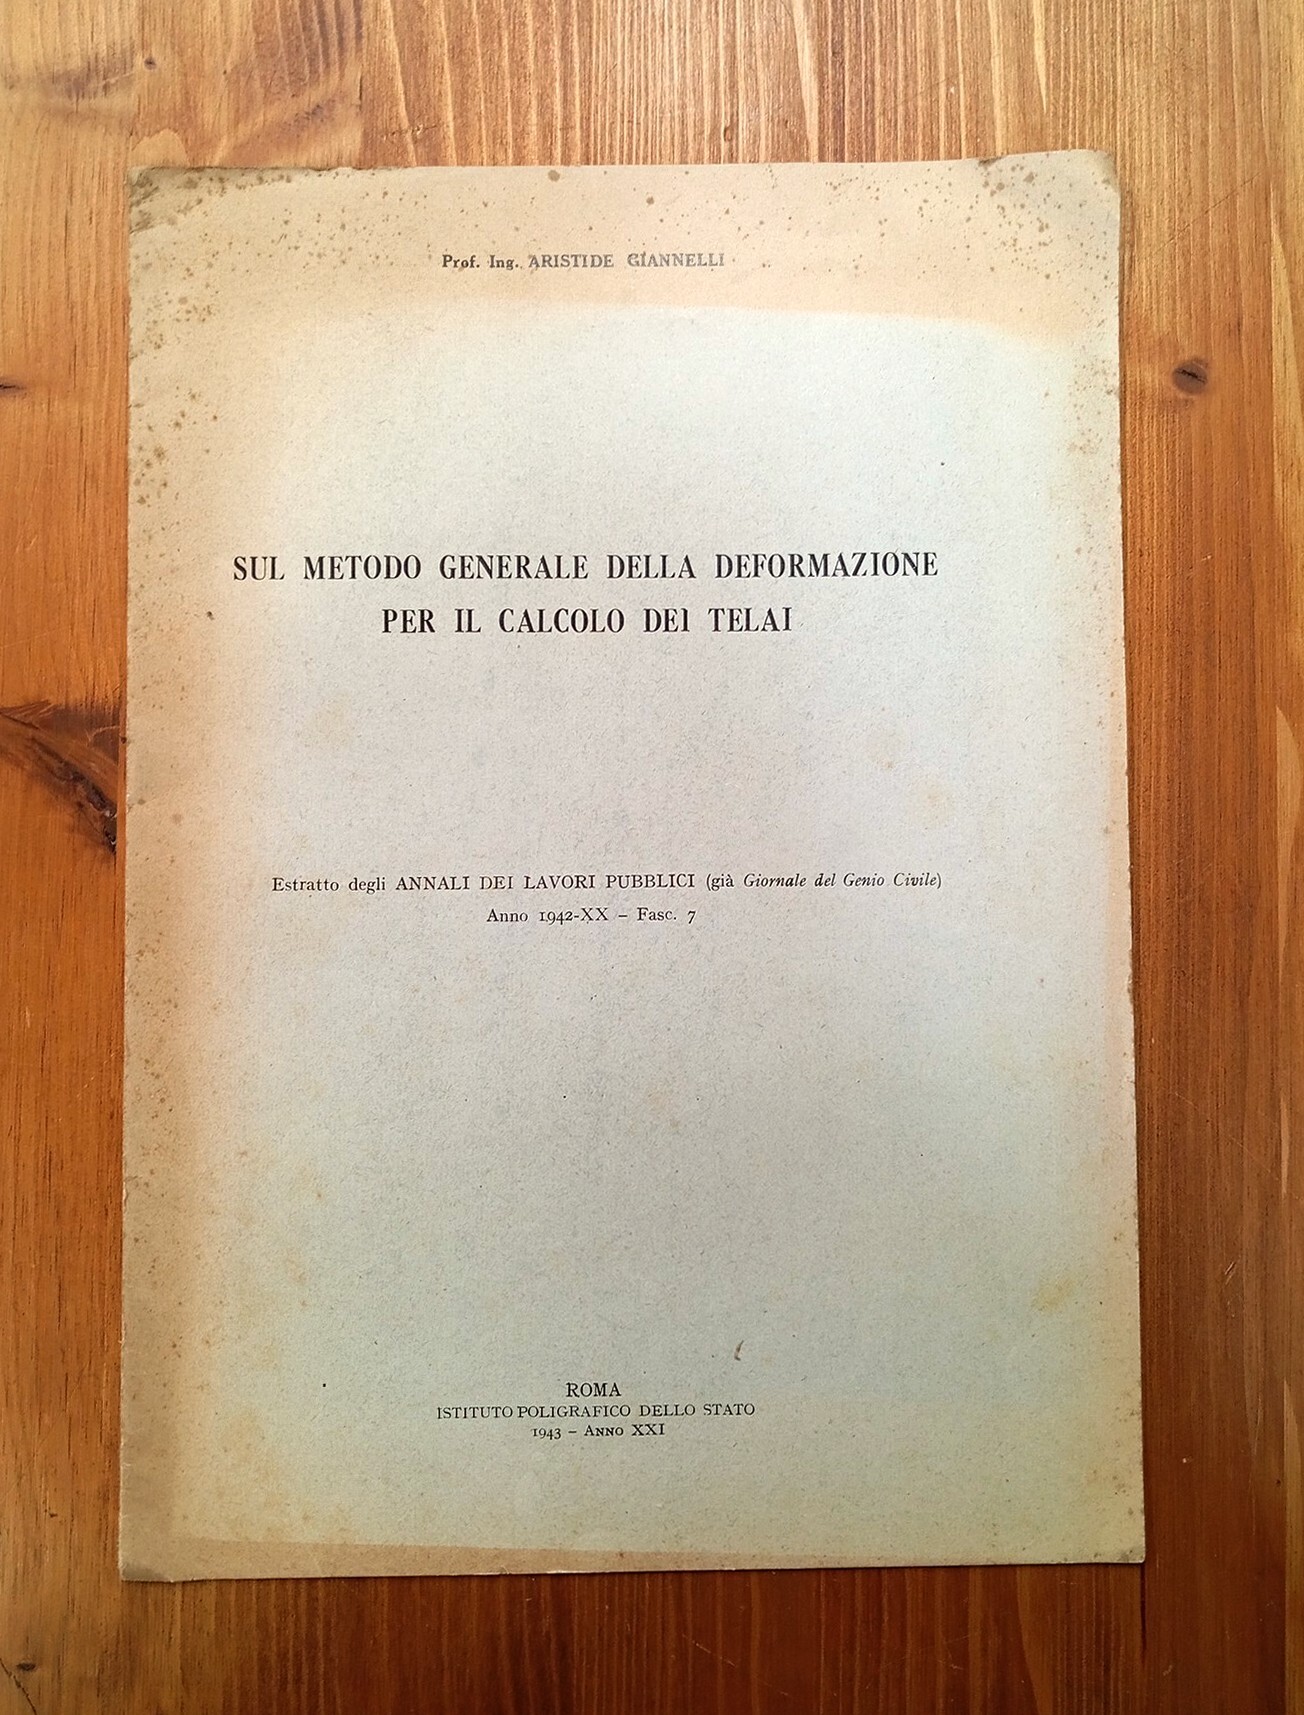 Prof. Ing. ARISTIDE GIANNELLI
SUL METODO GENERALE DELLA DEFORMAZIONE
PER IL CALCOLO DEI TELAI
Estratto degli ANNALI DEI LAVORI PUBBLICI (già Giornale del Genio Civile)
Anno 1942-XX – Fasc. 7
ROMA
ISTITUTO POLIGRAFICO DELLO STATO
1943 – ANNO XXI